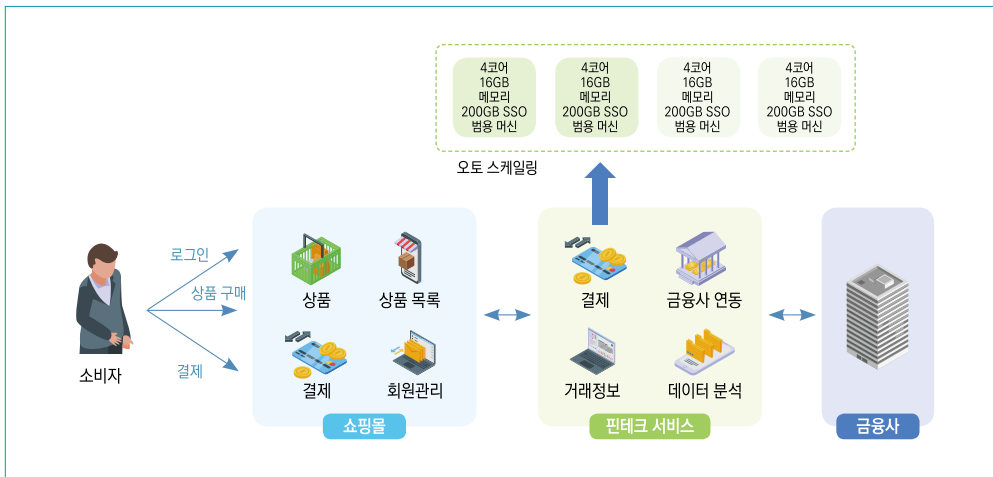 4코어
16GB
메모리
200GB SSO
범용 머신
4코어
16GB
메모리
200GB SSO
범용 머신
4코어
16GB
메모리
200GB SSO
범용 머신
4코어
16GB
메모리
200GB SSO
범용 머신
오토 스케일링
로그인
상품 구매
결제
소비자
상품
상품 목록
결제
회원관리
쇼핑몰
결제
금융사 연동
거래정보
데이터 분석
핀테크 서비스
금융사